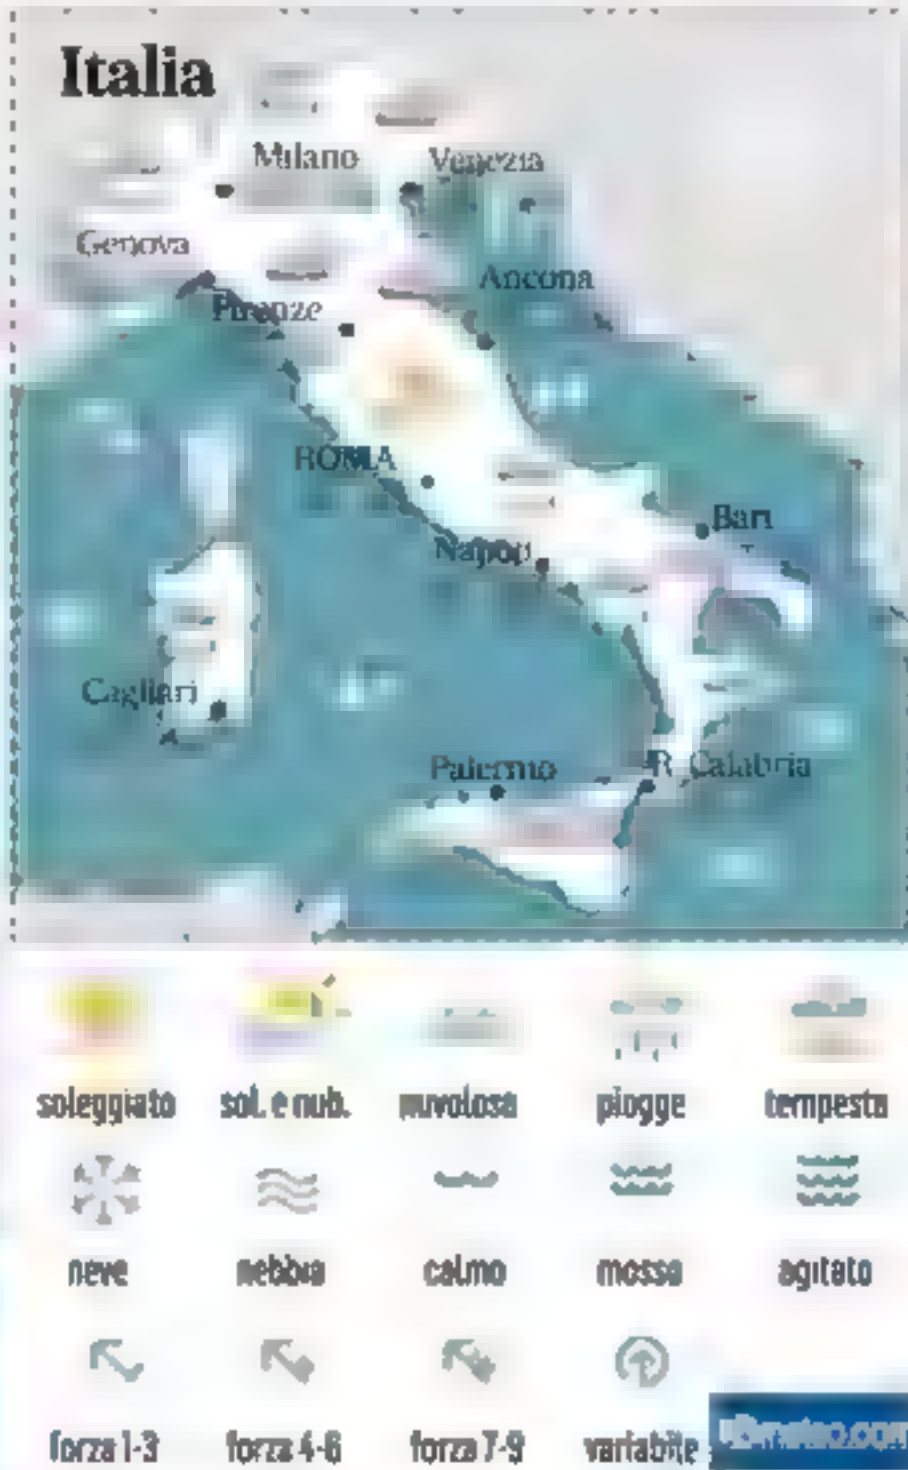 Italia
Milano
Venezia
Genova
Ancona
Firenze
ROMA
Bari
Napoli
Cagliari
Palermo
R. Calabria
soleggiato sol. e nub. nuvoloso piogge tempesta
neve nebbia calmo mosso agitato
forza 1-3 forza 4-6 forza 7-9 variabile